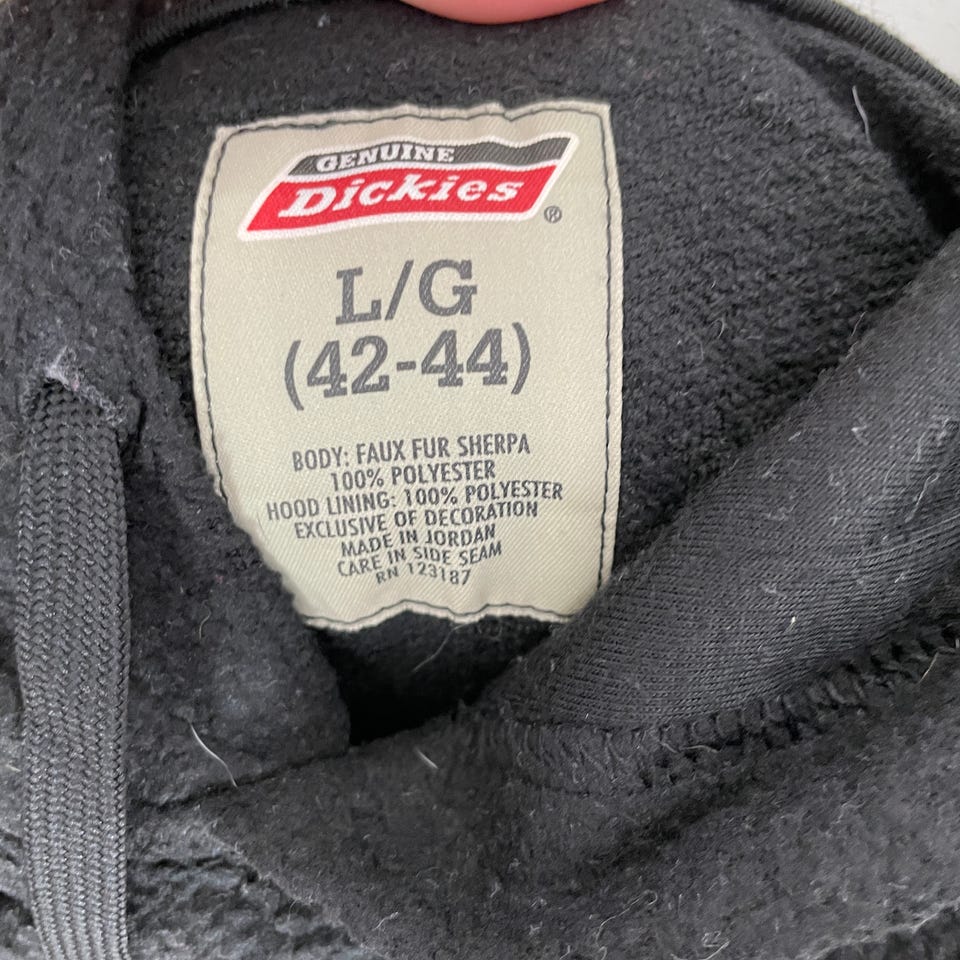 GENUINE
Dickies®
L/G
(42-44)
BODY: FAUX FUR SHERPA
100% POLYESTER
HOOD LINING: 100% POLYESTER
EXCLUSIVE OF DECORATION
MADE IN JORDAN
CARE IN SIDE SEAM
RN 123187